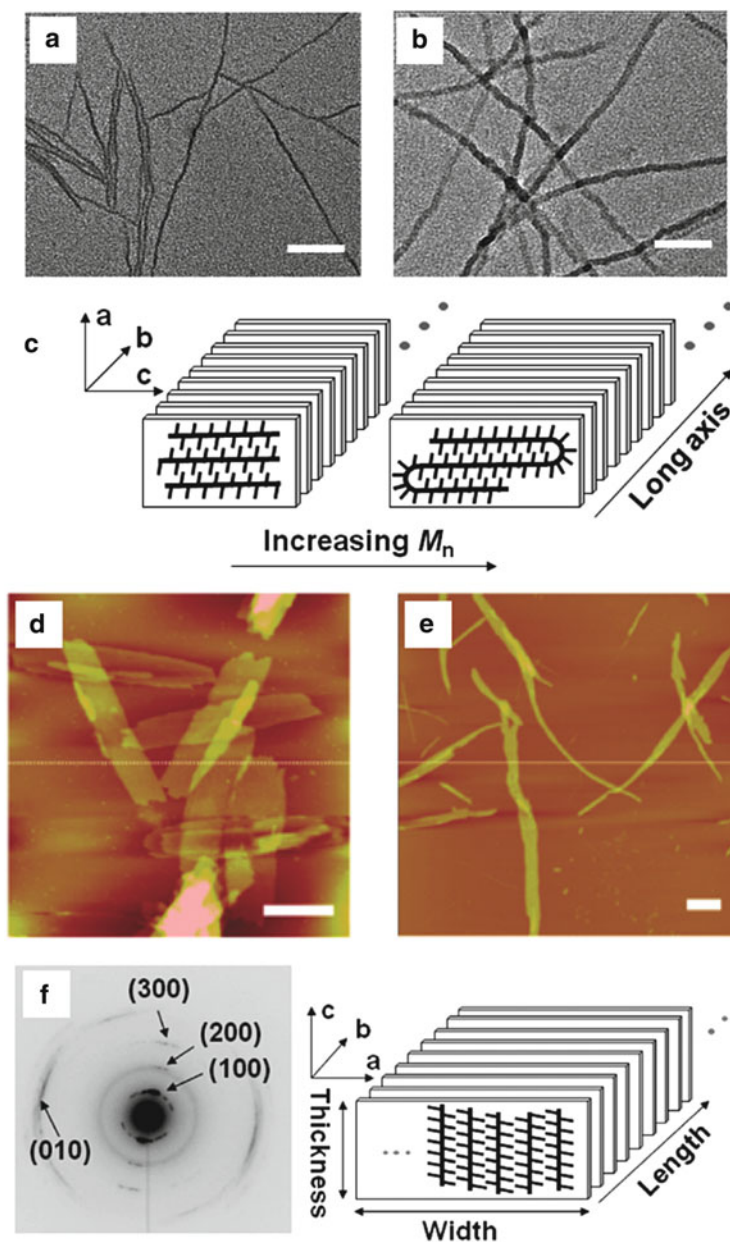 a
b
c
a
b
c
Long axis
Increasing Mn
d
e
f
(300)
(200)
(100)
(010)
c
b
a
Thickness
Length
Width